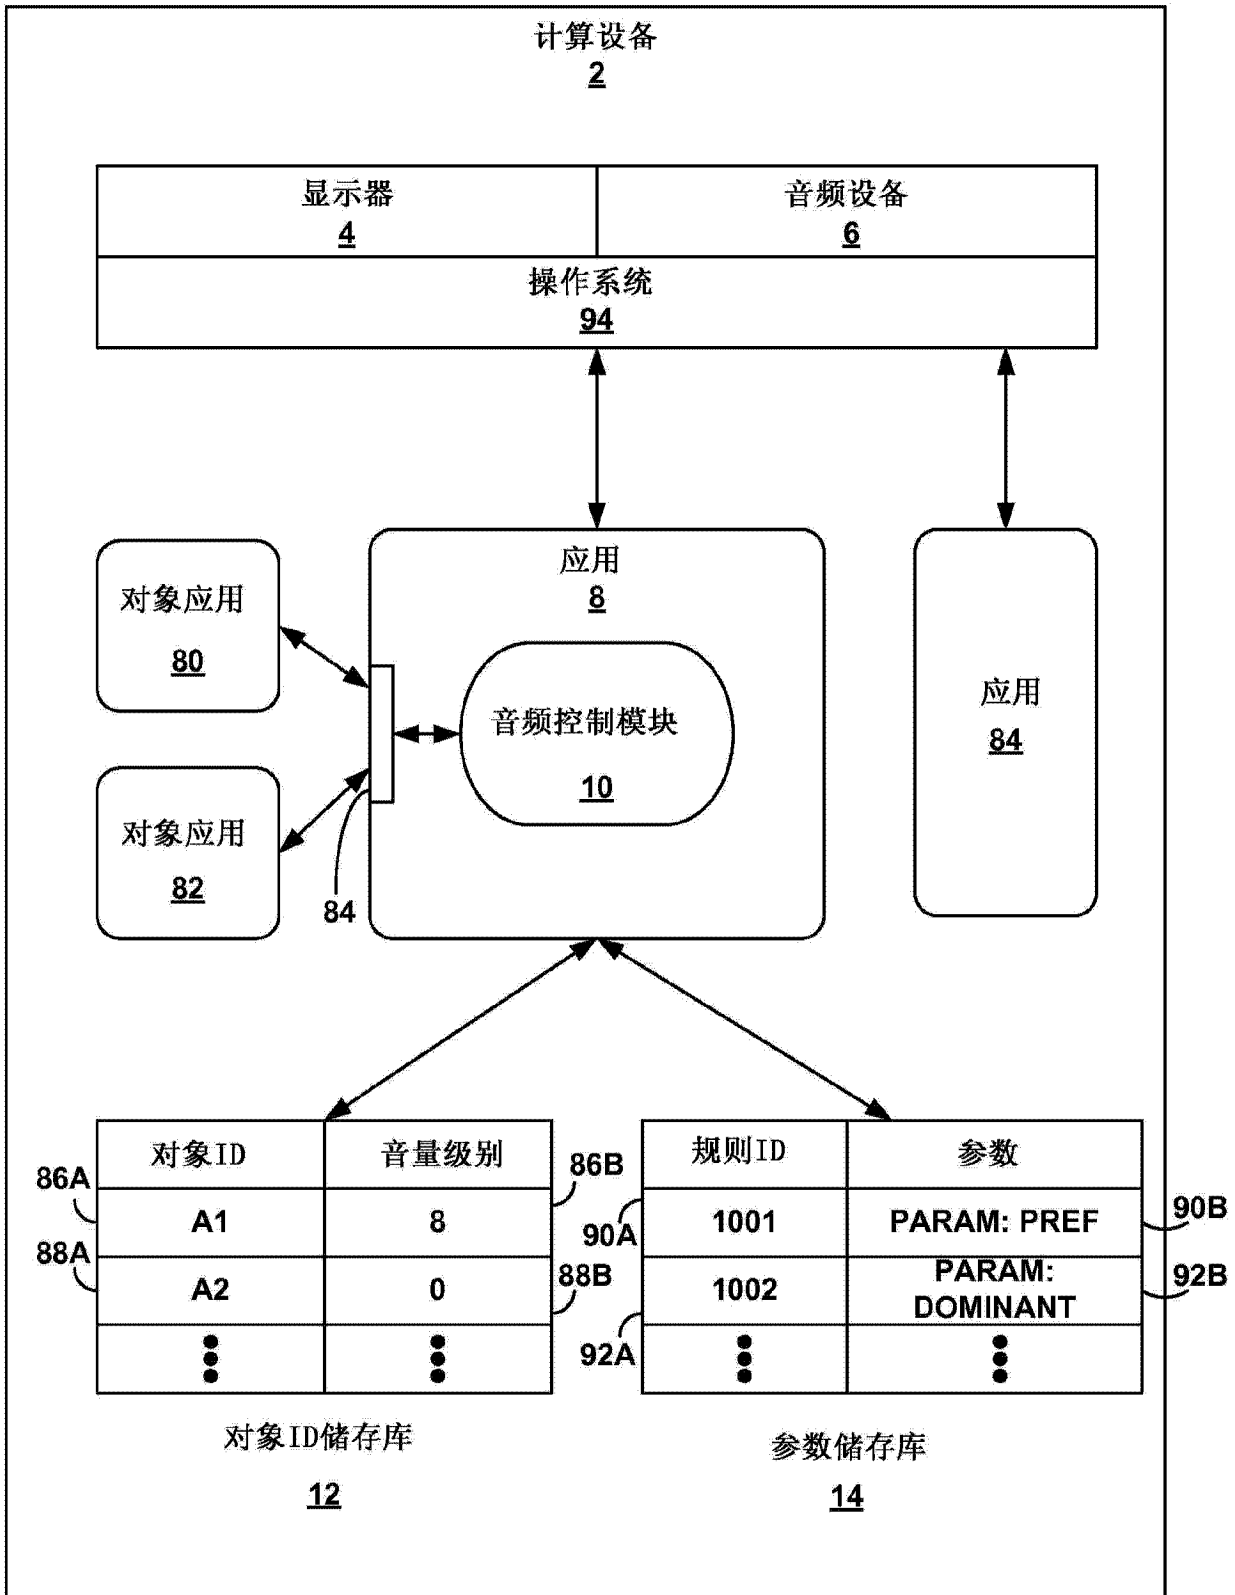 计算设备
2
显示器
4
音频设备
6
操作系统
94
对象应用
80
对象应用
82
应用
8
音频控制模块
10
84
应用
84
对象ID 音量级别
86A A1 8 86B
88A A2 0 88B
对象ID储存库
12
规则ID 参数
90A 1001 PARAM: PREF 90B
92A 1002 PARAM: 92B
DOMINANT
参数储存库
14